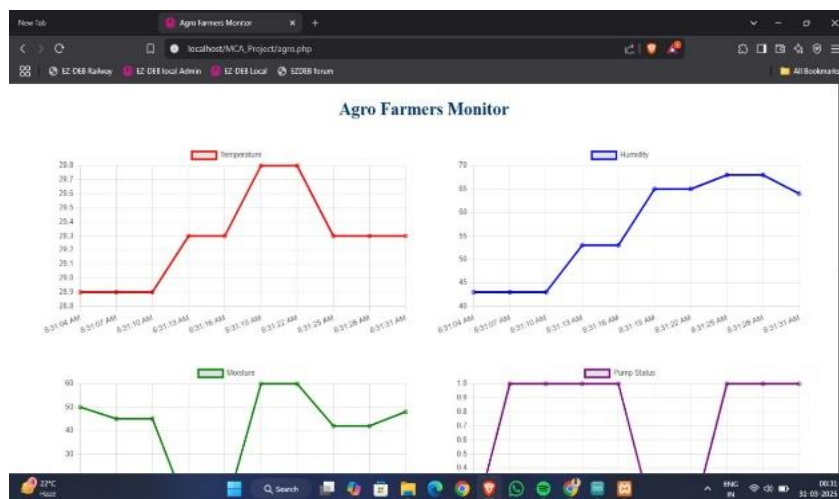 New Tab
Agro Farmers Monitor
localhost/MCA_Project/agro.php
EZ-DEB Railway
EZ-DEB local Admin
EZ-DEB Local
EZDEB forum
All Bookmarks
Agro Farmers Monitor
Temperature
29.8
29.7
29.6
29.5
29.4
29.3
29.2
29.1
29.0
28.9
28.8
8:31:04 AM
8:31:07 AM
8:31:10 AM
8:31:13 AM
8:31:16 AM
8:31:19 AM
8:31:22 AM
8:31:25 AM
8:31:28 AM
8:31:31 AM
Humidity
70
65
60
55
50
45
40
8:31:04 AM
8:31:07 AM
8:31:10 AM
8:31:13 AM
8:31:16 AM
8:31:19 AM
8:31:22 AM
8:31:25 AM
8:31:28 AM
8:31:31 AM
Moisture
60
50
40
30
Pump Status
1.0
0.9
0.8
0.7
0.6
0.5
0.4
22°C
Haze
Search
ENG
IN
08:31
31-03-2025